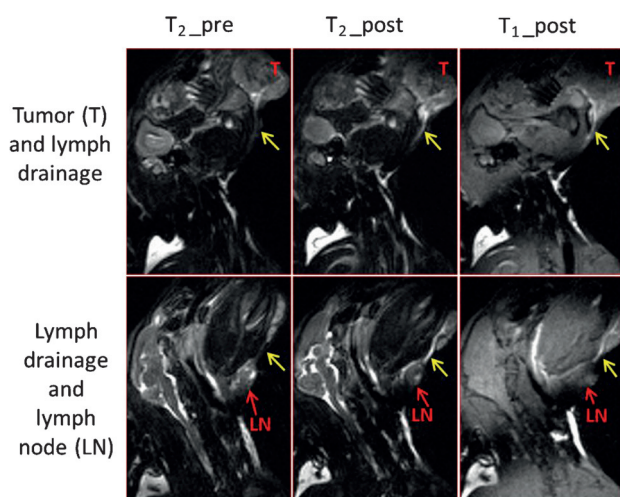 T₂_pre T₂_post T₁_post
Tumor (T)
and lymph
drainage
T T T
Lymph
drainage
and
lymph
node (LN)
LN LN LN